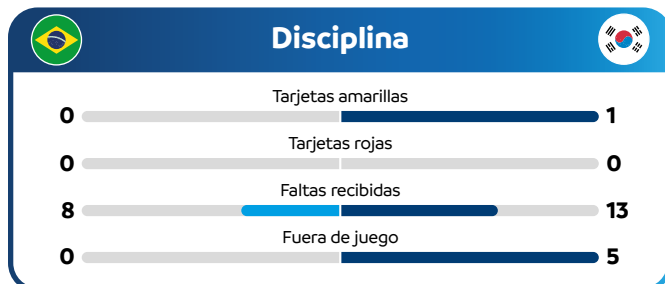 Disciplina
Tarjetas amarillas
0 1
Tarjetas rojas
0 0
Faltas recibidas
8 13
Fuera de juego
0 5